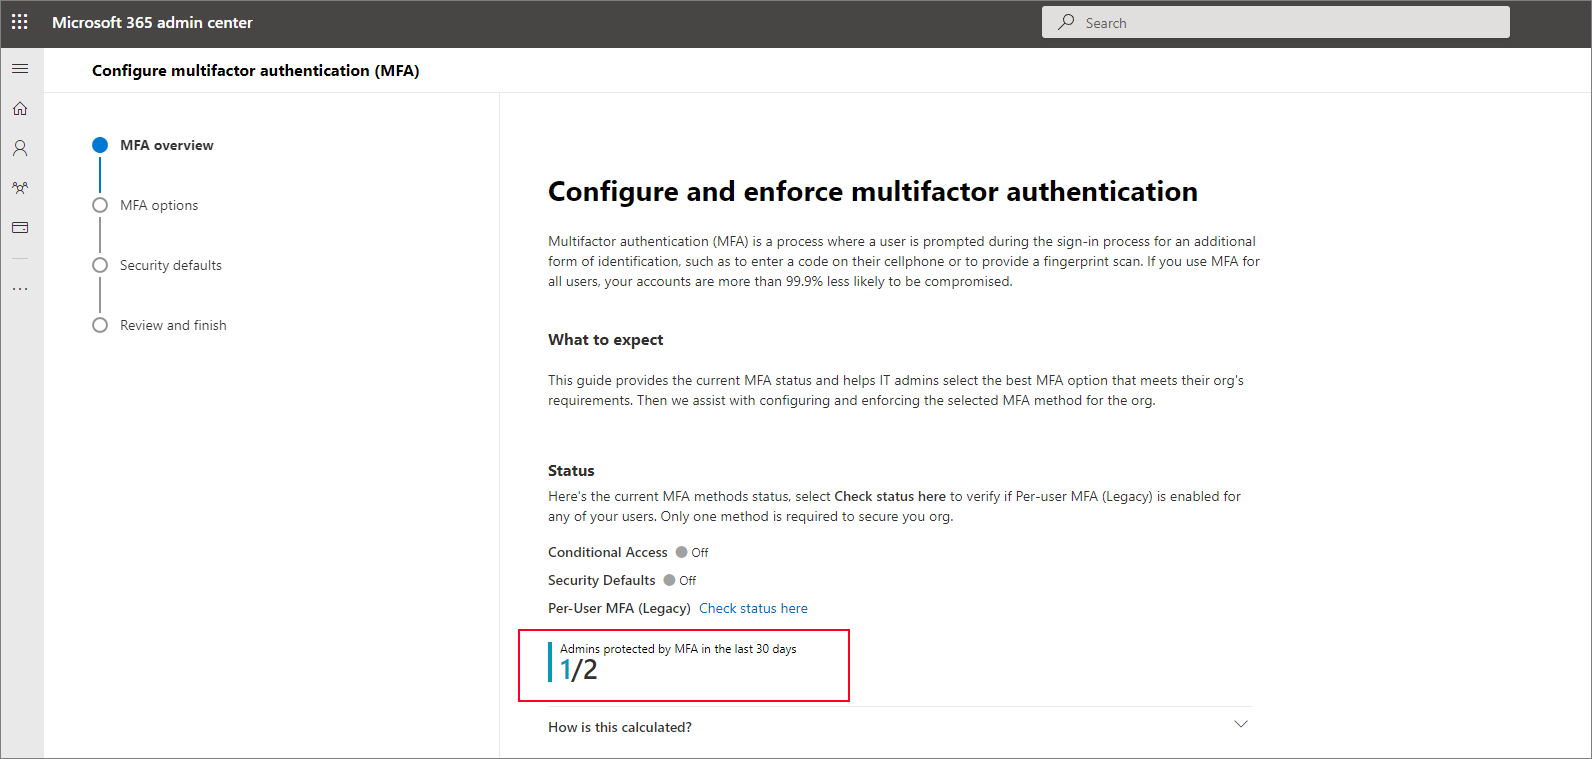 Microsoft 365 admin center
Search
Configure multifactor authentication (MFA)
MFA overview
MFA options
Security defaults
Review and finish
Configure and enforce multifactor authentication
Multifactor authentication (MFA) is a process where a user is prompted during the sign-in process for an additional
form of identification, such as to enter a code on their cellphone or to provide a fingerprint scan. If you use MFA for
all users, your accounts are more than 99.9% less likely to be compromised.
What to expect
This guide provides the current MFA status and helps IT admins select the best MFA option that meets their org's
requirements. Then we assist with configuring and enforcing the selected MFA method for the org.
Status
Here's the current MFA methods status, select Check status here to verify if Per-user MFA (Legacy) is enabled for
any of your users. Only one method is required to secure you org.
Conditional Access Off
Security Defaults Off
Per-User MFA (Legacy) Check status here
Admins protected by MFA in the last 30 days
1/2
How is this calculated?